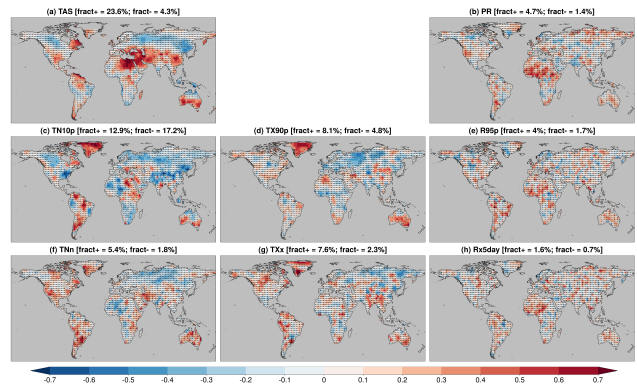 (a) TAS [fract+ = 23.6%; fract- = 4.3%]
(b) PR [fract+ = 4.7%; fract- = 1.4%]
(c) TN10p [fract+ = 12.9%; fract- = 17.2%]
(d) TX90p [fract+ = 8.1%; fract- = 4.8%]
(e) R95p [fract+ = 4%; fract- = 1.7%]
(f) TNn [fract+ = 5.4%; fract- = 1.8%]
(g) TXx [fract+ = 7.6%; fract- = 2.3%]
(h) Rx5day [fract+ = 1.6%; fract- = 0.7%]
-0.7 -0.6 -0.5 -0.4 -0.3 -0.2 -0.1 0 0.1 0.2 0.3 0.4 0.5 0.6 0.7